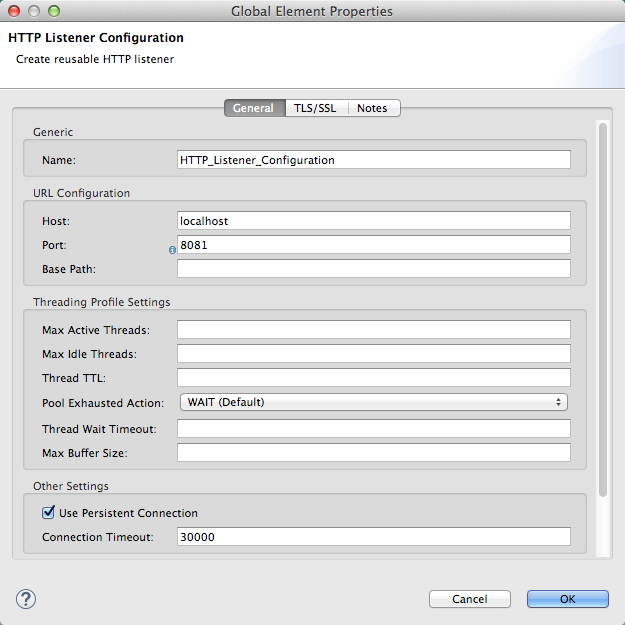 Global Element Properties
HTTP Listener Configuration
Create reusable HTTP listener
General TLS/SSL Notes
Generic
Name: HTTP_Listener_Configuration
URL Configuration
Host: localhost
Port: 8081
Base Path:
Threading Profile Settings
Max Active Threads:
Max Idle Threads:
Thread TTL:
Pool Exhausted Action: WAIT (Default)
Thread Wait Timeout:
Max Buffer Size:
Other Settings
Use Persistent Connection
Connection Timeout: 30000
? Cancel OK